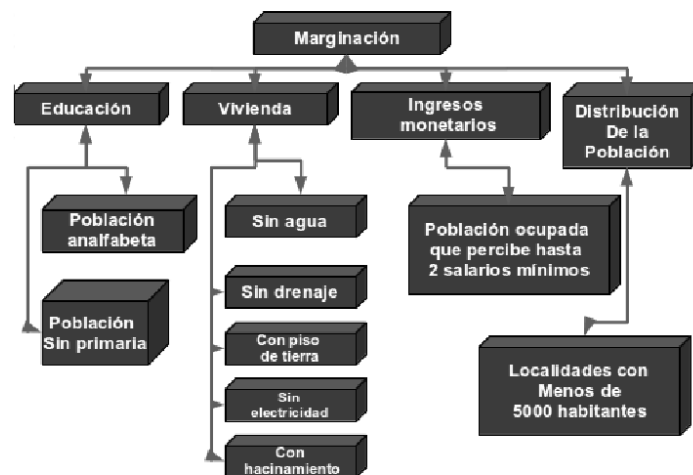 Marginación
Educación
Vivienda
Ingresos
monetarios
Distribución
De la
Población
Población
analfabeta
Población
Sin primaria
Sin agua
Sin drenaje
Con piso
de tierra
Sin
electricidad
Con
hacinamiento
Población ocupada
que percibe hasta
2 salarios mínimos
Localidades con
Menos de
5000 habitantes